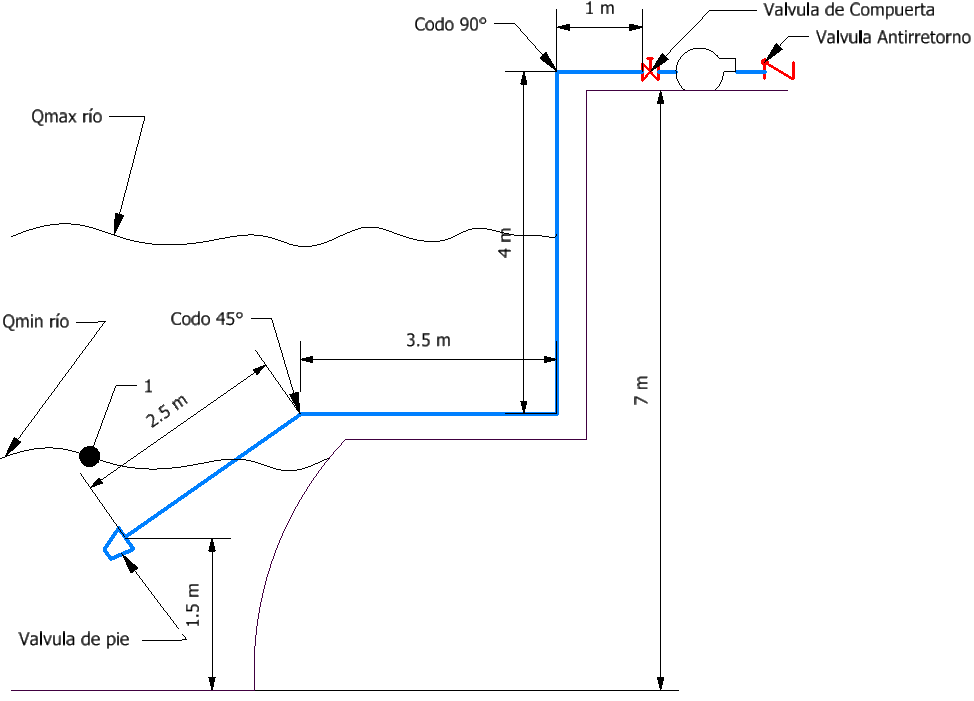 1 m
Valvula de Compuerta
Codo 90°
Valvula Antirretorno
Qmax río
4 m
Qmin río
Codo 45°
3.5 m
1
2.5 m
7 m
1.5 m
Valvula de pie